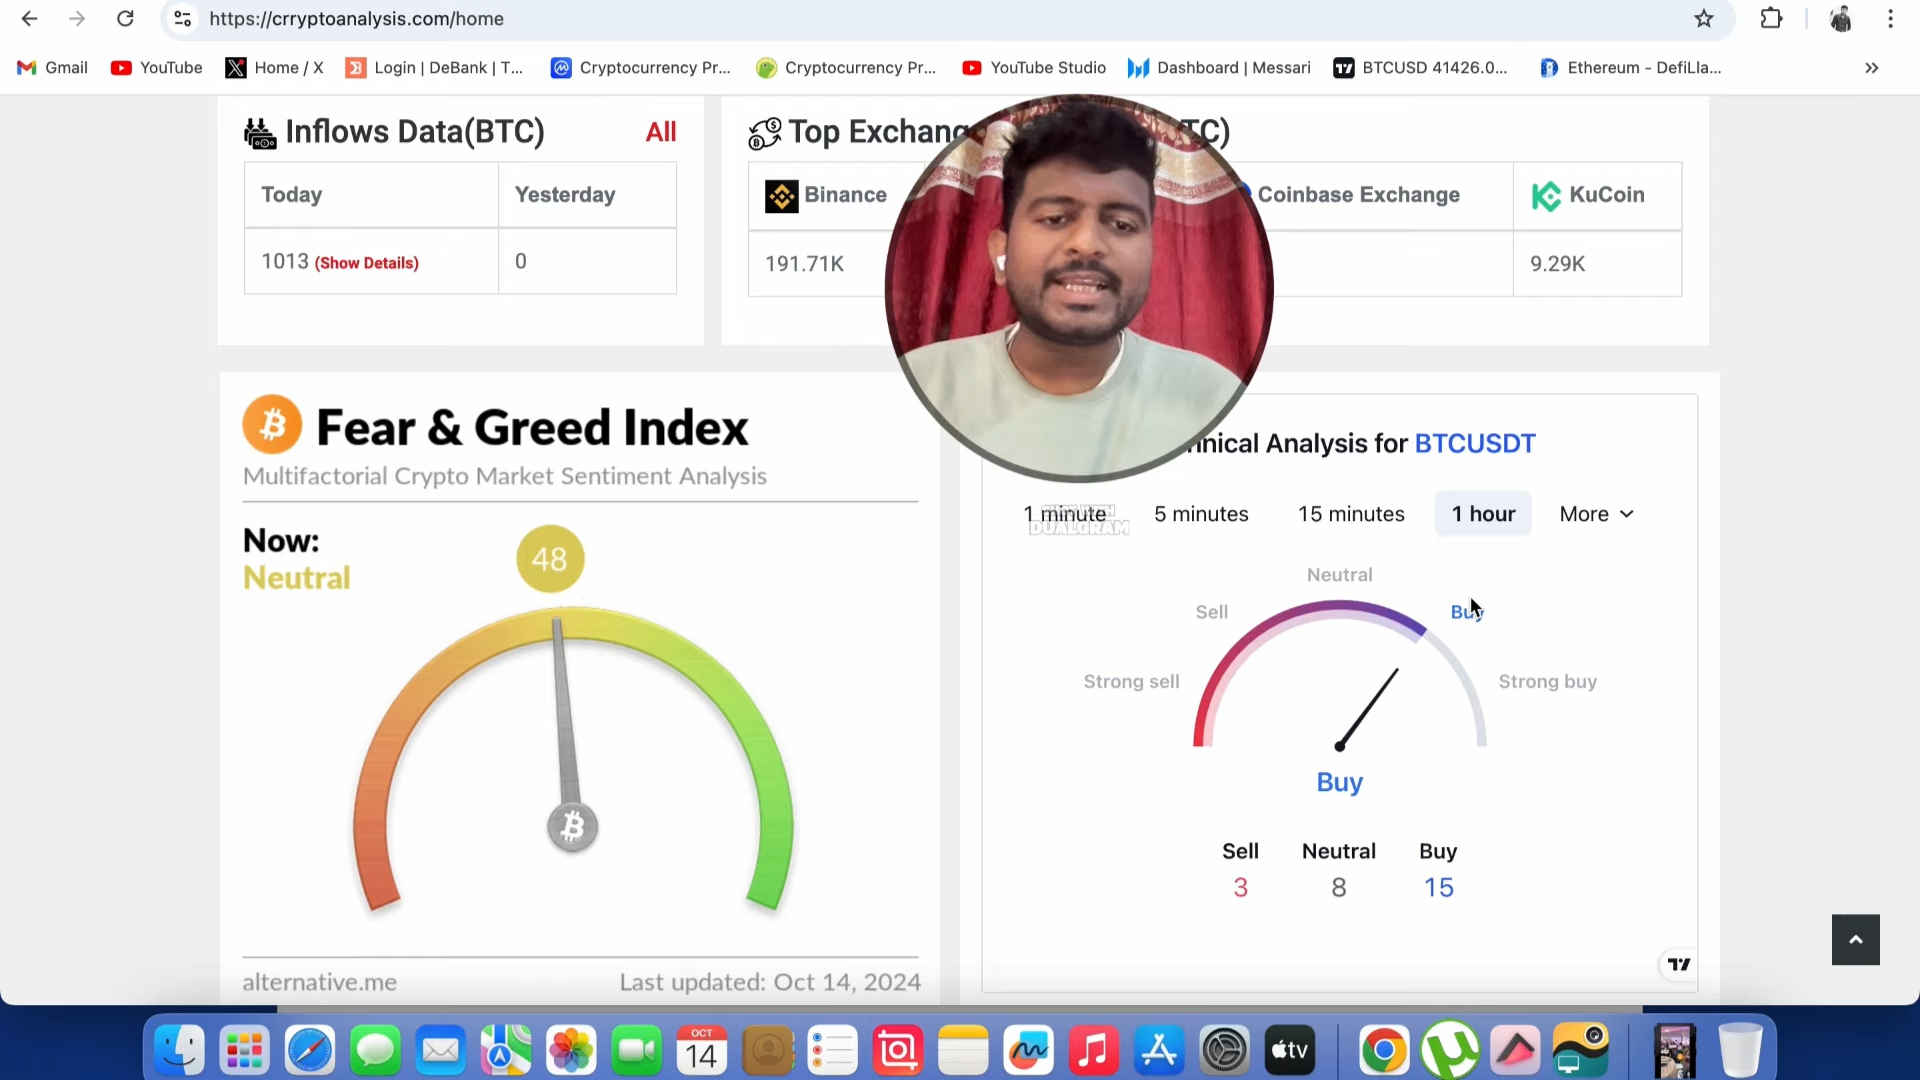 https://crryptoanalysis.com/home
Gmail
YouTube
Home / X
Login | DeBank | T...
Cryptocurrency Pr...
Cryptocurrency Pr...
YouTube Studio
Dashboard | Messari
BTCUSD 41426.0...
Ethereum - DefiLla...
Inflows Data(BTC)
All
Today
Yesterday
1013 (Show Details)
0
Top Exchan
TC)
Binance
Coinbase Exchange
KuCoin
191.71K
9.29K
Fear & Greed Index
Multifactorial Crypto Market Sentiment Analysis
Now:
Neutral
48
alternative.me
Last updated: Oct 14, 2024
nical Analysis for BTCUSDT
1 minute
5 minutes
15 minutes
1 hour
More
DUALGRAM
Neutral
Sell
Buy
Strong sell
Strong buy
Buy
Sell
Neutral
Buy
3
8
15
OCT
14
tv